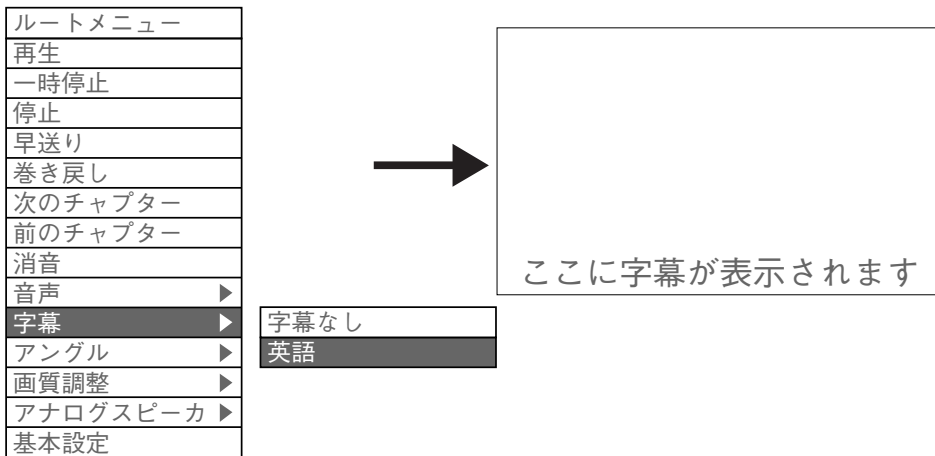 ルートメニュー
再生
一時停止
停止
早送り
巻き戻し
次のチャプター
前のチャプター
消音
音声 ▶
字幕 ▶
アングル ▶
画質調整 ▶
アナログスピーカ ▶
基本設定
字幕なし
英語
ここに字幕が表示されます